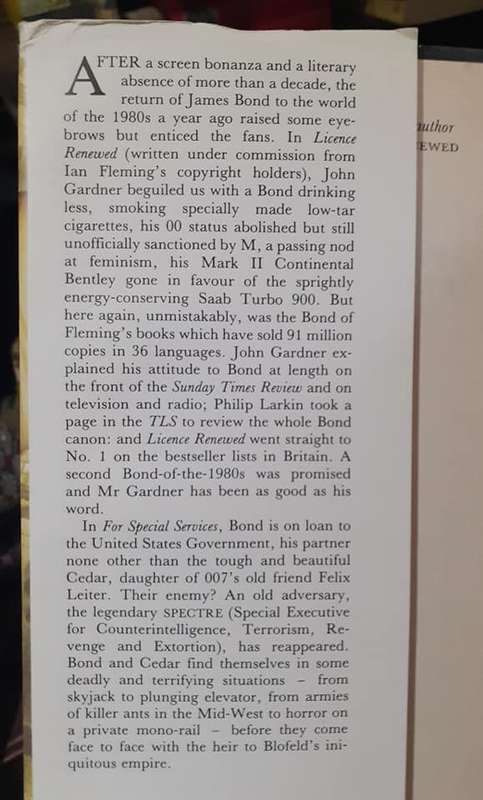 AFTER a screen bonanza and a literary
absence of more than a decade, the
return of James Bond to the world
of the 1980s a year ago raised some eye-
brows but enticed the fans. In Licence
Renewed (written under commission from
Ian Fleming's copyright holders), John
Gardner beguiled us with a Bond drinking
less, smoking specially made low-tar
cigarettes, his 00 status abolished but still
unofficially sanctioned by M, a passing nod
at feminism, his Mark II Continental
Bentley gone in favour of the sprightly
energy-conserving Saab Turbo 900. But
here again, unmistakably, was the Bond of
Fleming's books which have sold 91 million
copies in 36 languages. John Gardner ex-
plained his attitude to Bond at length on
the front of the Sunday Times Review and on
television and radio; Philip Larkin took a
page in the TLS to review the whole Bond
canon: and Licence Renewed went straight to
No. 1 on the bestseller lists in Britain. A
second Bond-of-the-1980s was promised
and Mr Gardner has been as good as his
word.
In For Special Services, Bond is on loan to
the United States Government, his partner
none other than the tough and beautiful
Cedar, daughter of 007's old friend Felix
Leiter. Their enemy? An old adversary,
the legendary SPECTRE (Special Executive
for Counterintelligence, Terrorism, Re-
venge and Extortion), has reappeared.
Bond and Cedar find themselves in some
deadly and terrifying situations – from
skyjack to plunging elevator, from armies
of killer ants in the Mid-West to horror on
a private mono-rail – before they come
face to face with the heir to Blofeld's ini-
quitous empire.
author
EWED